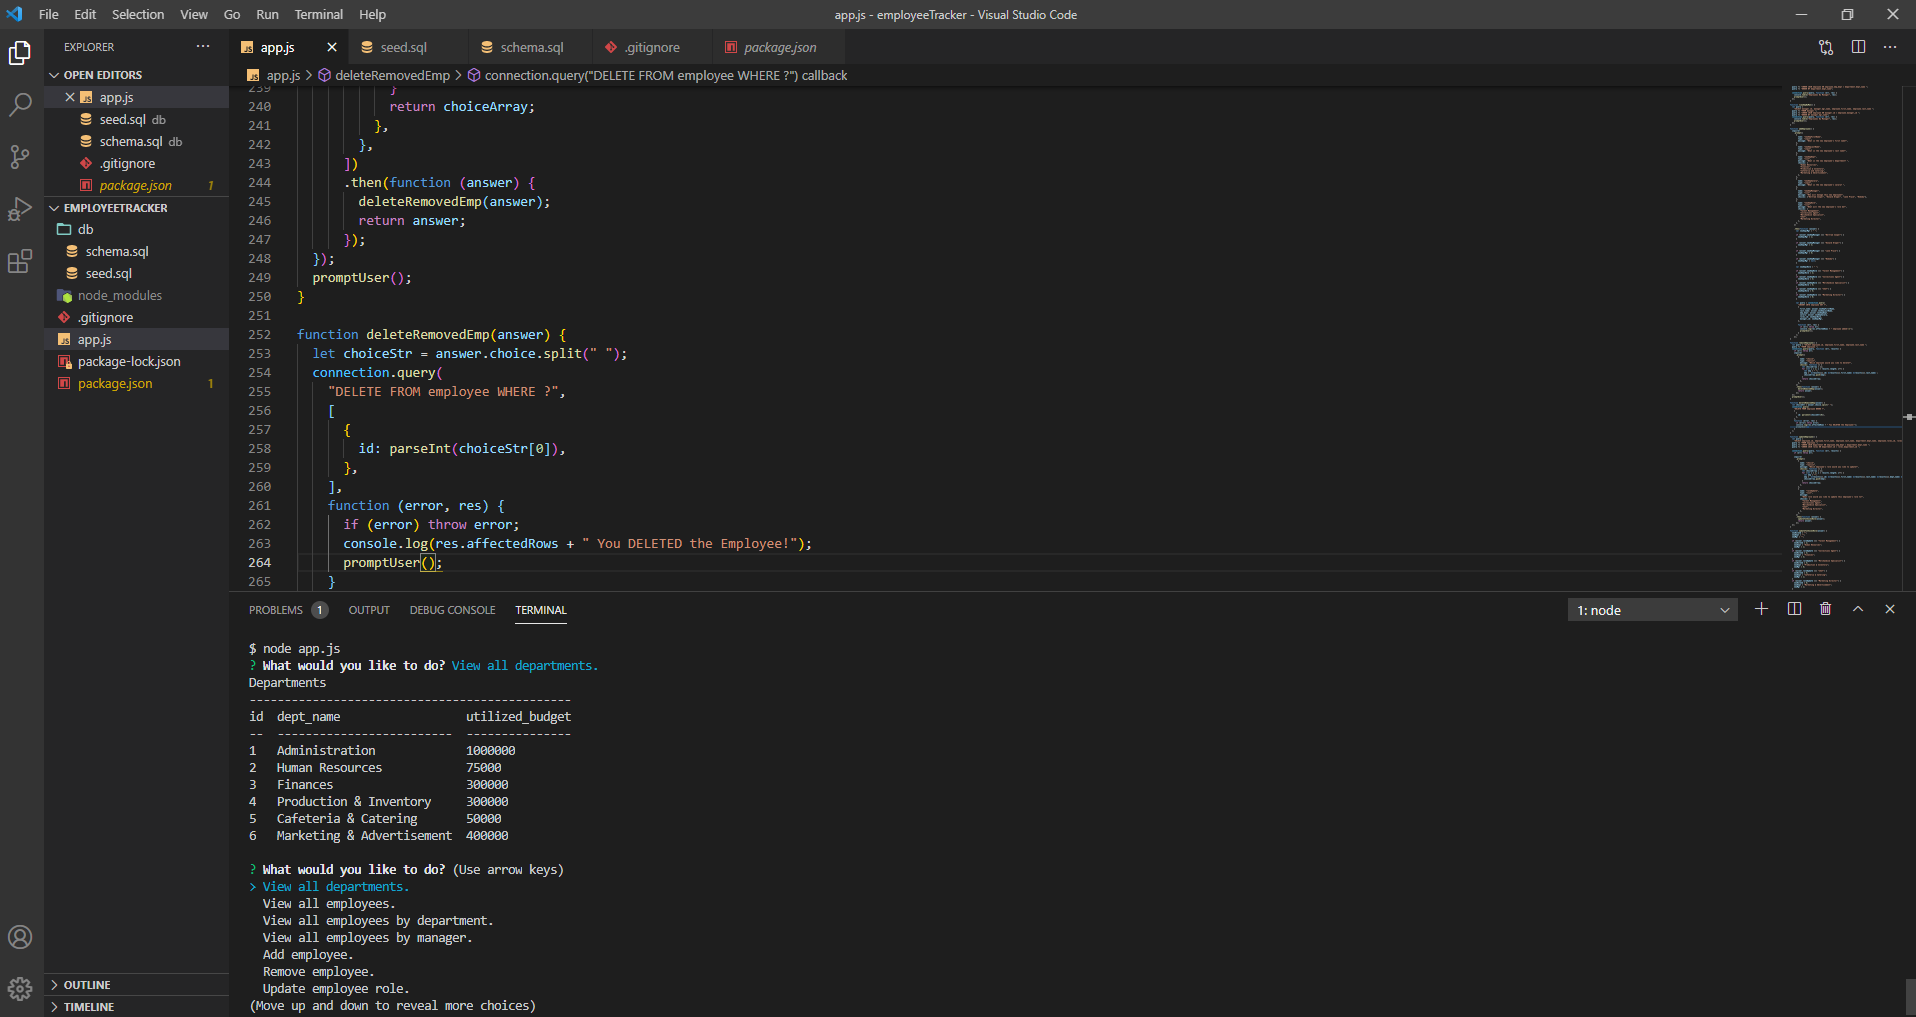 File Edit Selection View Go Run Terminal Help
app.js - employeeTracker - Visual Studio Code
EXPLORER
OPEN EDITORS
app.js
seed.sql db
schema.sql db
.gitignore
package.json 1
EMPLOYEETRACKER
db
schema.sql
seed.sql
node_modules
.gitignore
app.js
package-lock.json
package.json 1
OUTLINE
TIMELINE
app.js seed.sql schema.sql .gitignore package.json
app.js > deleteRemovedEmp > connection.query("DELETE FROM employee WHERE ?") callback
239 }
240 return choiceArray;
241 },
242 },
243 ])
244 .then(function (answer) {
245 deleteRemovedEmp(answer);
246 return answer;
247 });
248 });
249 promptUser();
250 }
251
252 function deleteRemovedEmp(answer) {
253 let choiceStr = answer.choice.split(" ");
254 connection.query(
255 "DELETE FROM employee WHERE ?",
256 [
257 {
258 id: parseInt(choiceStr[0]),
259 },
260 ],
261 function (error, res) {
262 if (error) throw error;
263 console.log(res.affectedRows + " You DELETED the Employee!");
264 promptUser();
265 }
PROBLEMS 1 OUTPUT DEBUG CONSOLE TERMINAL
1: node
$ node app.js
? What would you like to do? View all departments.
Departments
----------------------------------------------
id dept_name utilized_budget
-- ------------------------- ---------------
1 Administration 1000000
2 Human Resources 75000
3 Finances 300000
4 Production & Inventory 300000
5 Cafeteria & Catering 50000
6 Marketing & Advertisement 400000
? What would you like to do? (Use arrow keys)
> View all departments.
View all employees.
View all employees by department.
View all employees by manager.
Add employee.
Remove employee.
Update employee role.
(Move up and down to reveal more choices)